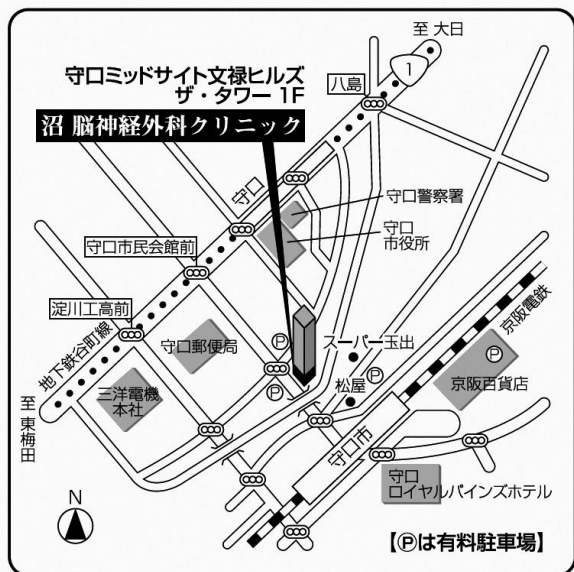 至 大日
1
守口ミッドサイト文禄ヒルズ
ザ・タワー 1F
沼 脳神経外科クリニック
八島
守口
守口警察署
守口
市役所
守口市民会館前
淀川工高前
地下鉄谷町線
守口郵便局
三洋電機
本社
至 東梅田
P
P
スーパー玉出
松屋
P
京阪電鉄
P
京阪百貨店
守口市
守口
ロイヤルパインズホテル
N
【Ⓟは有料駐車場】